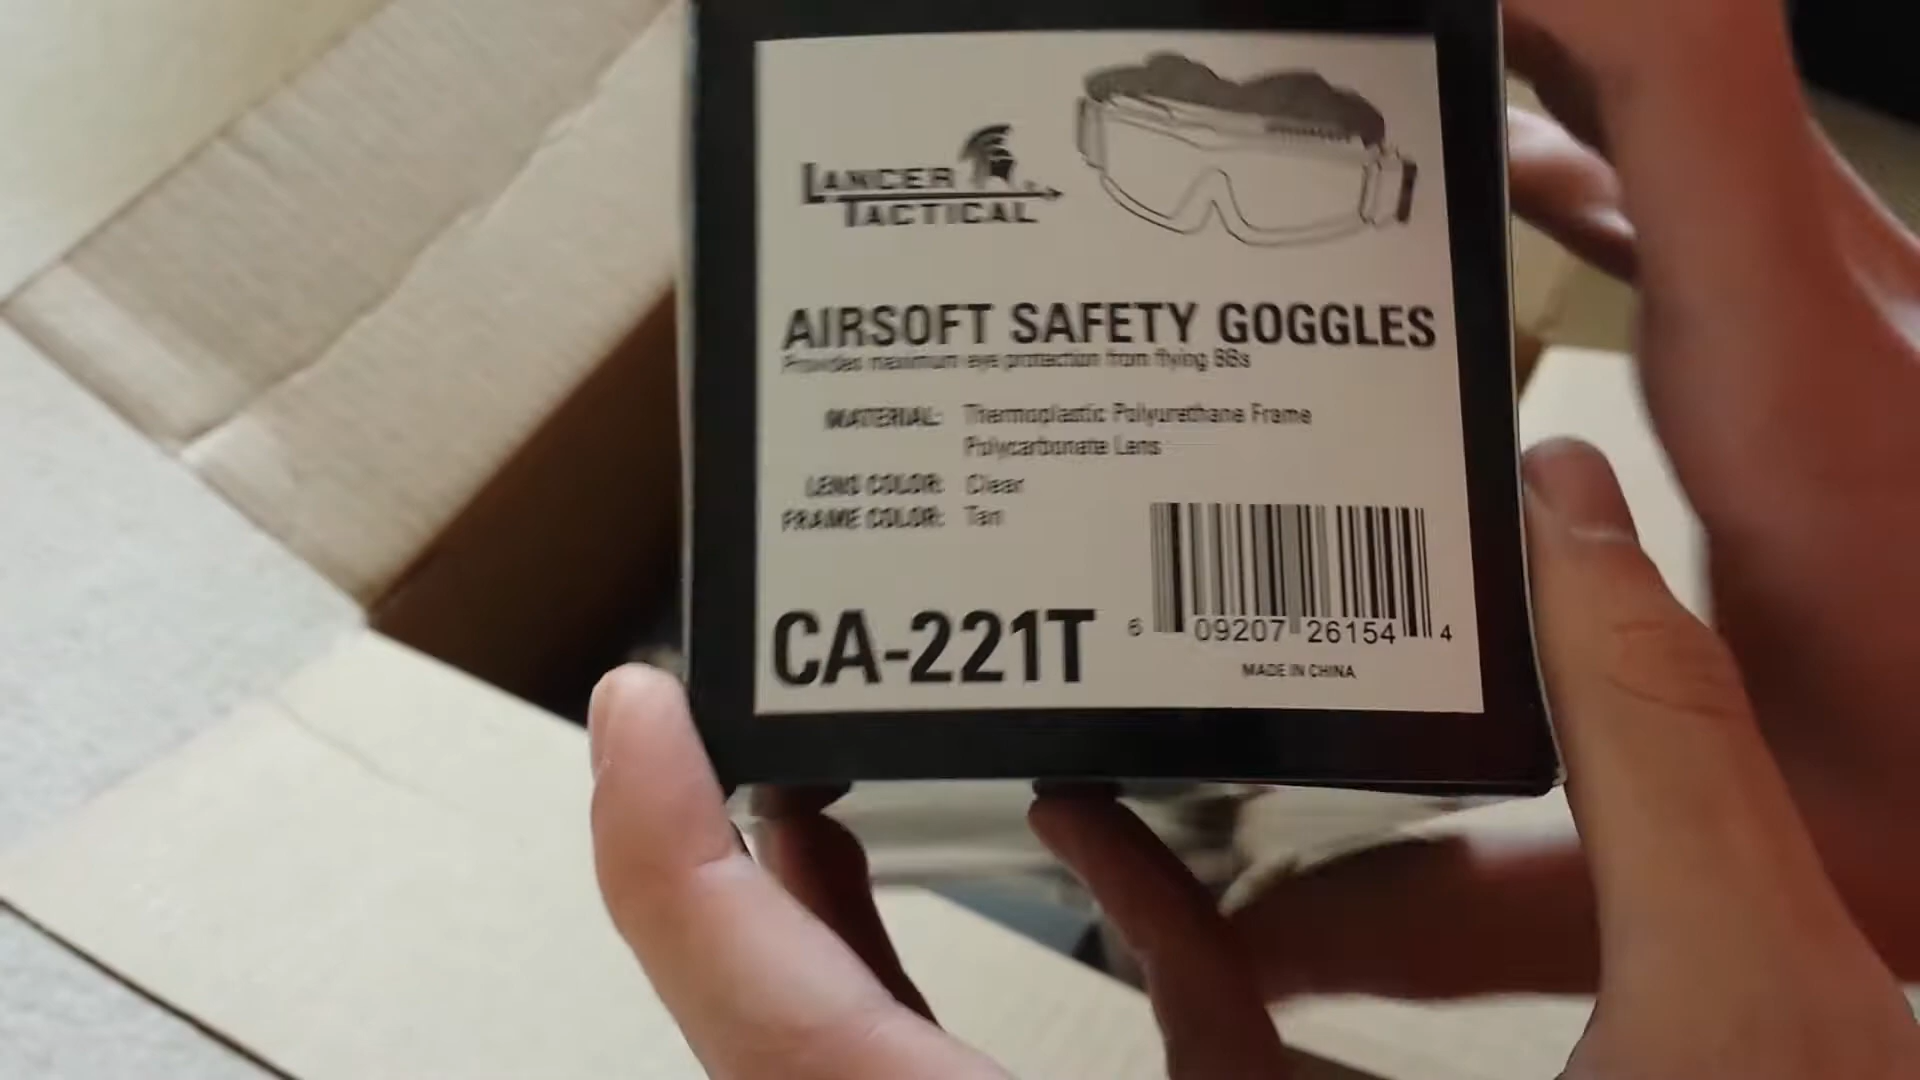 LANCER
TACTICAL
AIRSOFT SAFETY GOGGLES
Provides maximum eye protection from flying BBs
MATERIAL: Thermoplastic Polyurethane Frame
Polycarbonate Lens
LENS COLOR: Clear
FRAME COLOR: Tan
CA-221T
6 09207 26154 4
MADE IN CHINA